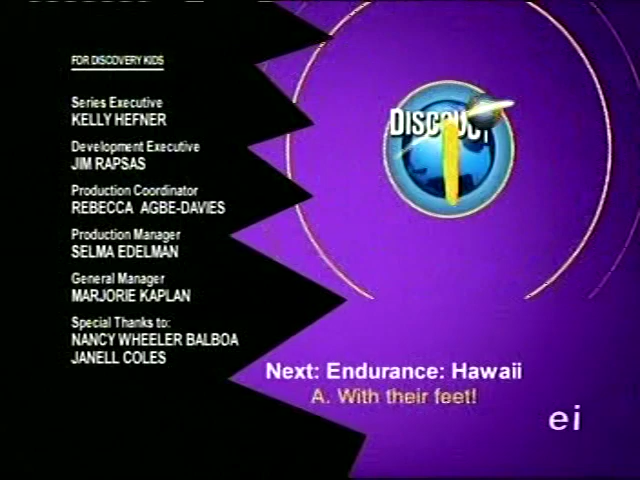 FOR DISCOVERY KIDS
Series Executive
KELLY HEFNER
Development Executive
JIM RAPSAS
Production Coordinator
REBECCA AGBE-DAVIES
Production Manager
SELMA EDELMAN
General Manager
MARJORIE KAPLAN
Special Thanks to:
NANCY WHEELER BALBOA
JANELL COLES
Next: Endurance: Hawaii
A. With their feet!
ei